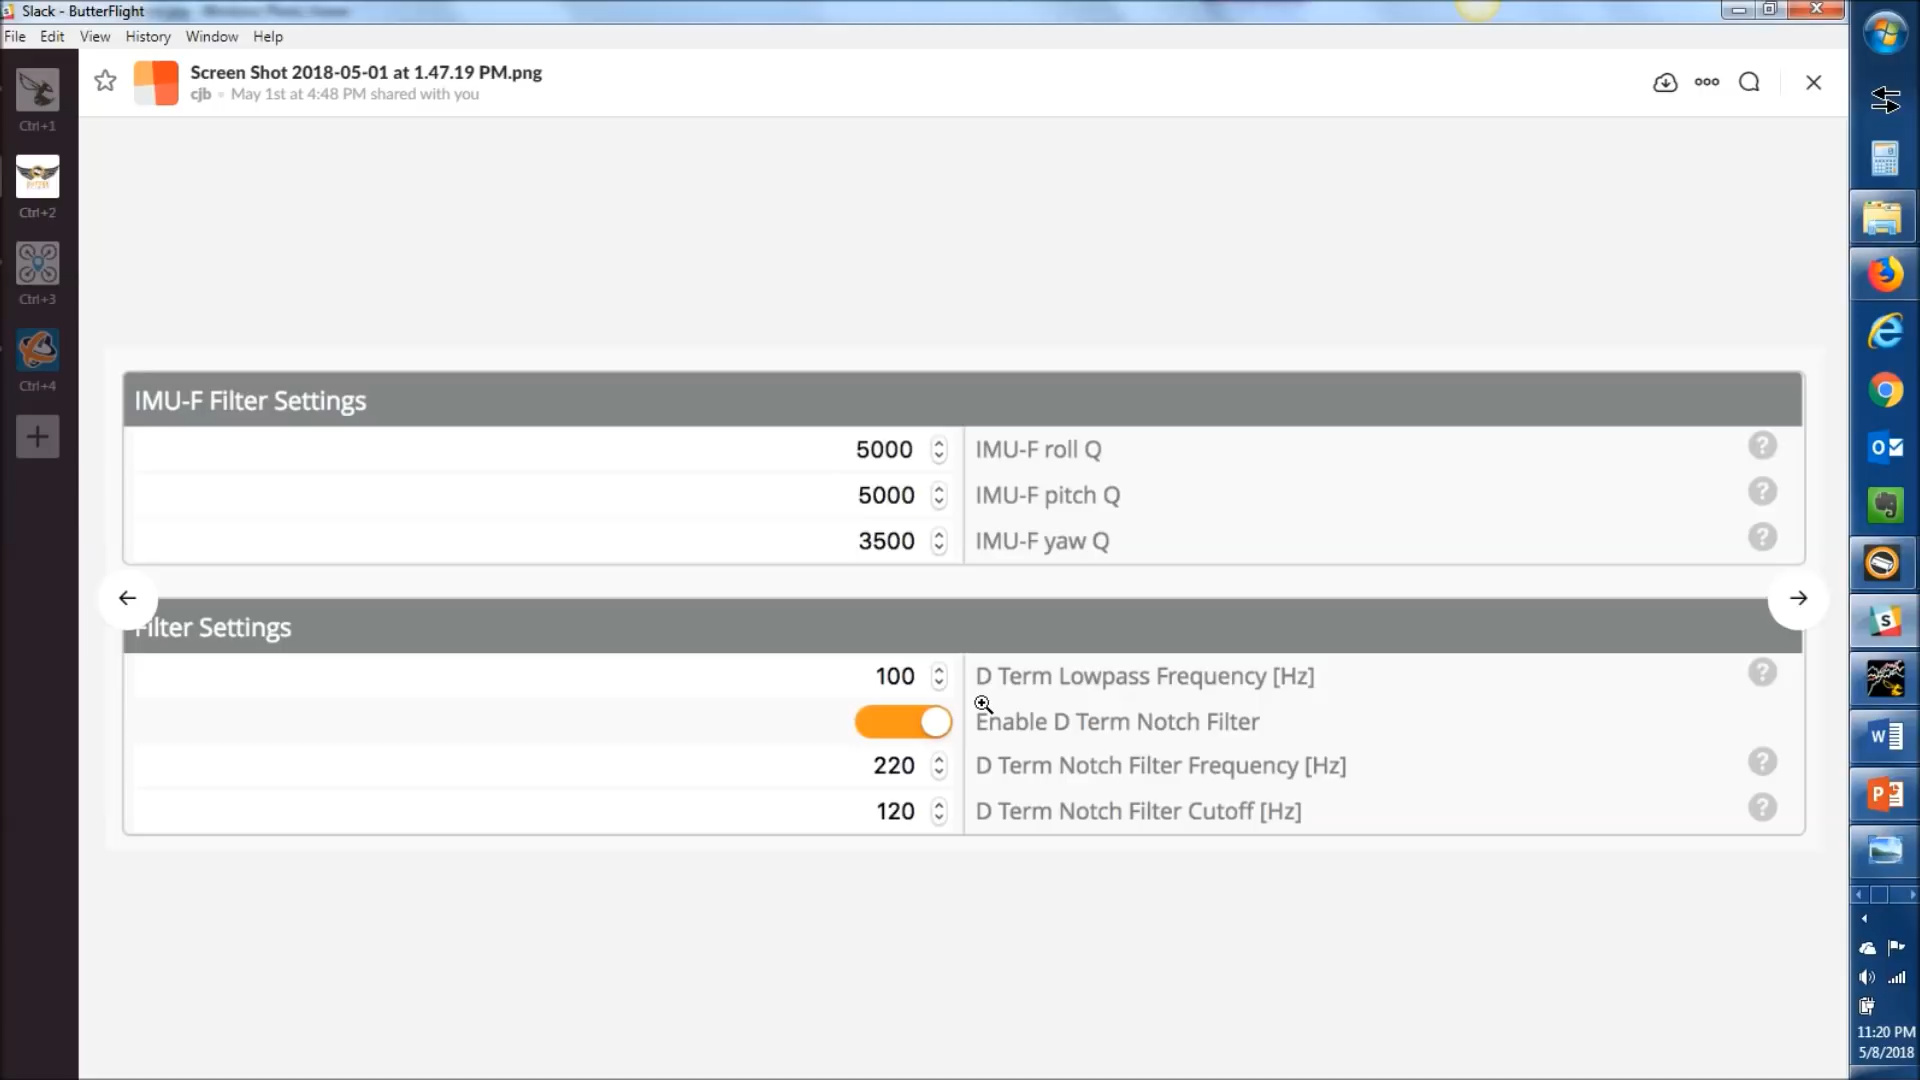 Slack - ButterFlight
File Edit View History Window Help
Screen Shot 2018-05-01 at 1.47.19 PM.png
cjb • May 1st at 4:48 PM shared with you
Ctrl+1
Ctrl+2
Ctrl+3
Ctrl+4
IMU-F Filter Settings
5000 IMU-F roll Q ?
5000 IMU-F pitch Q ?
3500 IMU-F yaw Q ?
Filter Settings
100 D Term Lowpass Frequency [Hz] ?
Enable D Term Notch Filter
220 D Term Notch Filter Frequency [Hz] ?
120 D Term Notch Filter Cutoff [Hz] ?
11:20 PM
5/8/2018